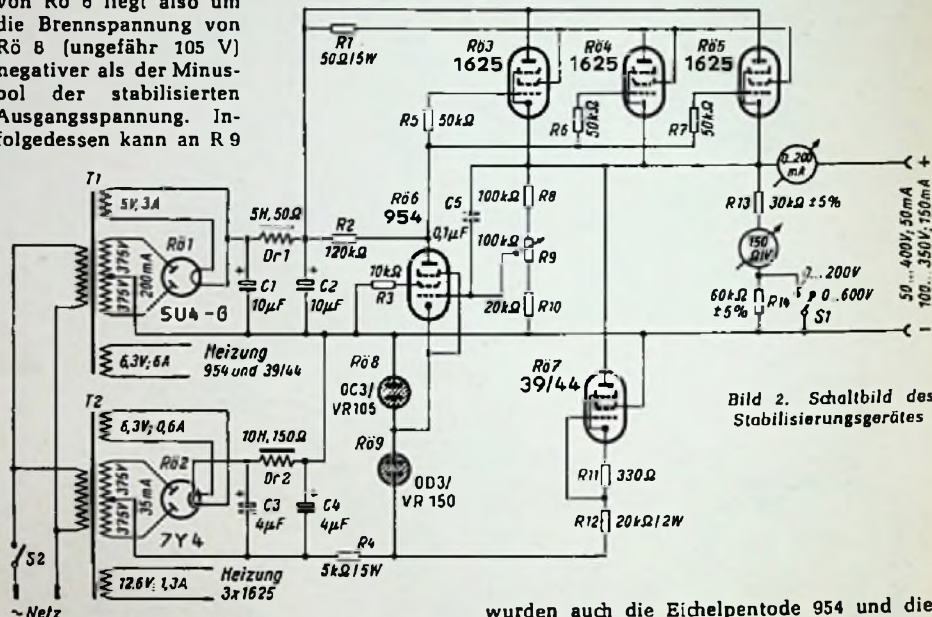 von Rö 6 liegt also um
die Brennspannung von
Rö 8 (ungefähr 105 V)
negativer als der Minus-
pol der stabilisierten
Ausgangsspannung. In-
folgedessen kann an R 9
R1
50Ω/5W
Rö3
1625
Rö4
1625
Rö5
1625
R5
50kΩ
R6
50kΩ
R7
50kΩ
T1
5V, 3A
375V
375V
200mA
Rö1
5U4-G
5H, 50Ω
Dr1
C1
10µF
C2
10µF
R2
120kΩ
Rö6
954
C5
0,1µF
10kΩ
R3
100kΩ
R8
100kΩ
R9
20kΩ
R10
0...200
mA
R13
30kΩ ±5%
150
Ω/V
60kΩ
±5%
R14
0...200V
0...600V
S1
+
−
50...400V; 50mA
100...350V; 150mA
6,3V; 6A
Heizung
954 und 39/44
T2
6,3V; 0,6A
375V
375V
35mA
Rö2
7Y4
10H, 150Ω
Dr2
C3
4µF
C4
4µF
R4
5kΩ/5W
Rö8
OC3/
VR105
Rö9
OD3/
VR 150
Rö7
39/44
R11
330Ω
R12
20kΩ/2W
S2
~Netz
12,6V; 1,3A
Heizung
3x1625
Bild 2. Schaltbild des
Stabilisierungsgerätes
wurden auch die Eichelpentode 954 und die